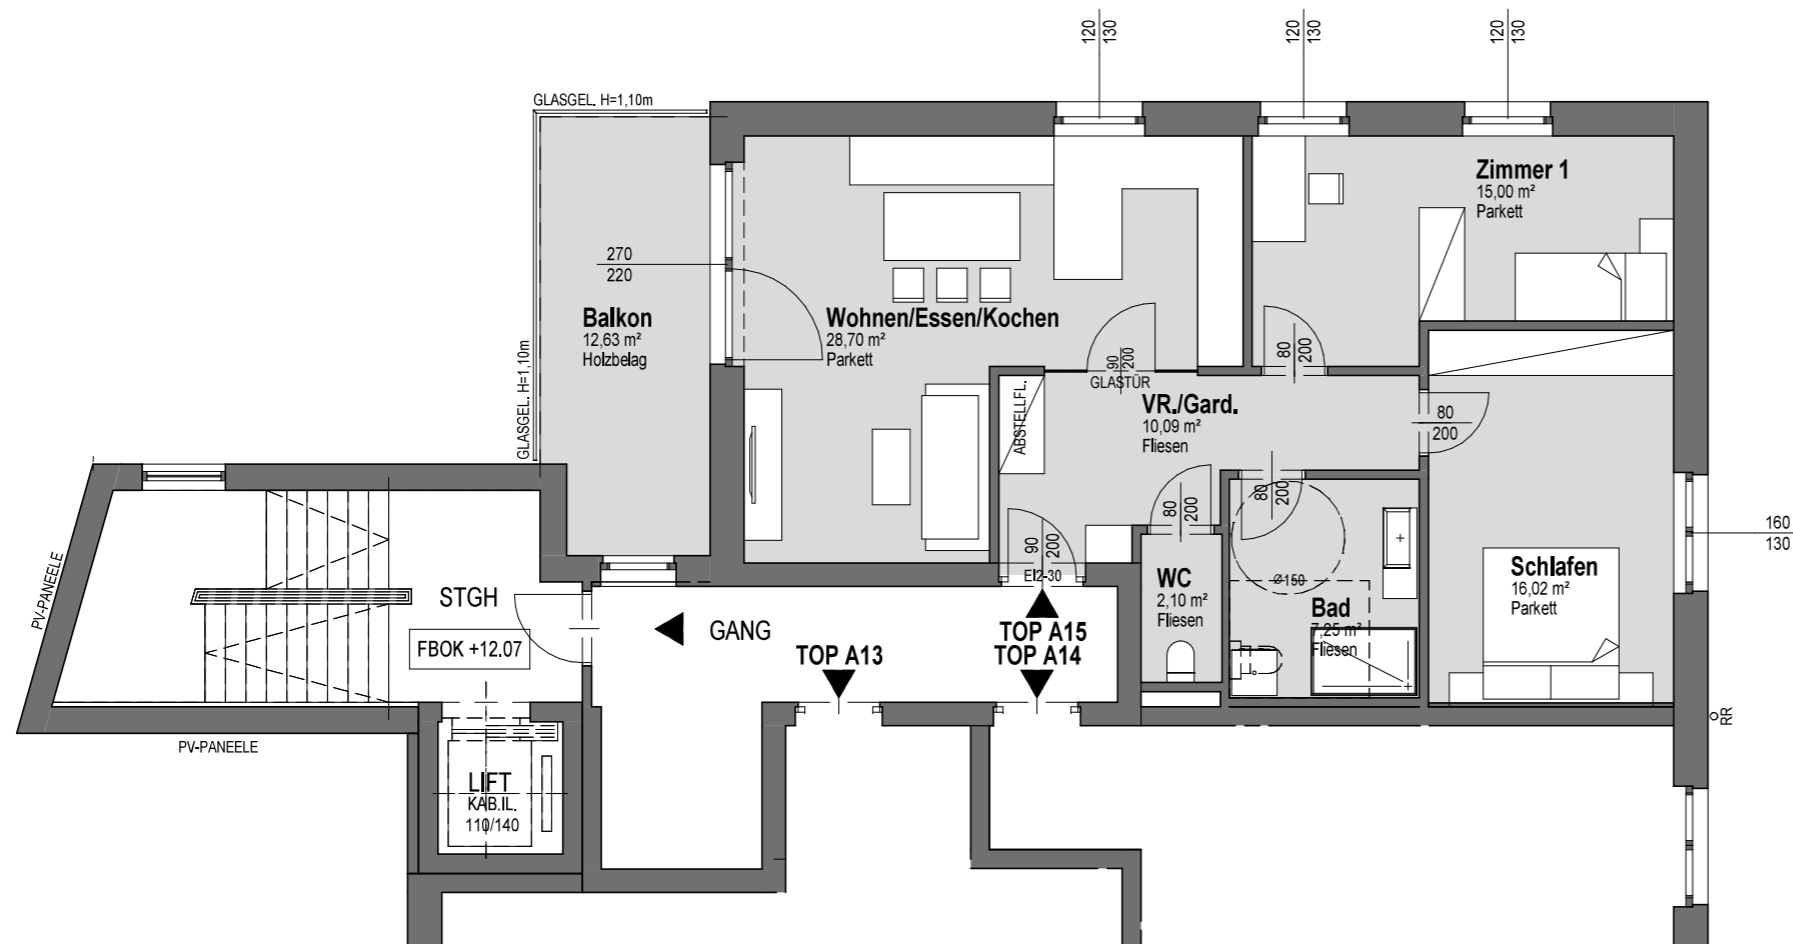 120
130
120
130
120
130
GLASGEL. H=1,10m
Zimmer 1
15,00 m²
Parkett
270
220
Balkon
12,63 m²
Holzbelag
Wohnen/Essen/Kochen
28,70 m²
Parkett
GLASGEL. H=1,10m
90
200
GLASTÜR
80
200
ABSTELLFL.
VR./Gard.
10,09 m²
Fliesen
80
200
80
200
80
200
160
130
90
200
EI2-30
WC
2,10 m²
Fliesen
Ø150
Bad
7,25 m²
Fliesen
Schlafen
16,02 m²
Parkett
PV-PANEELE
STGH
FBOK +12.07
GANG
TOP A15
TOP A14
TOP A13
RR
PV-PANEELE
LIFT
KAB.IL.
110/140